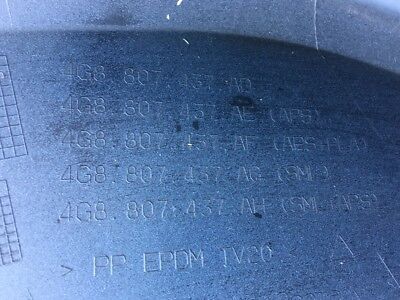 4G8.807.437.AD
4G8.807.437.AE (APS)
4G8.807.437.AF (APS+PLA)
4G8.807.437.AG (SML)
4G8.807.437.AH (SML+APS)
> PP EPDM TV20